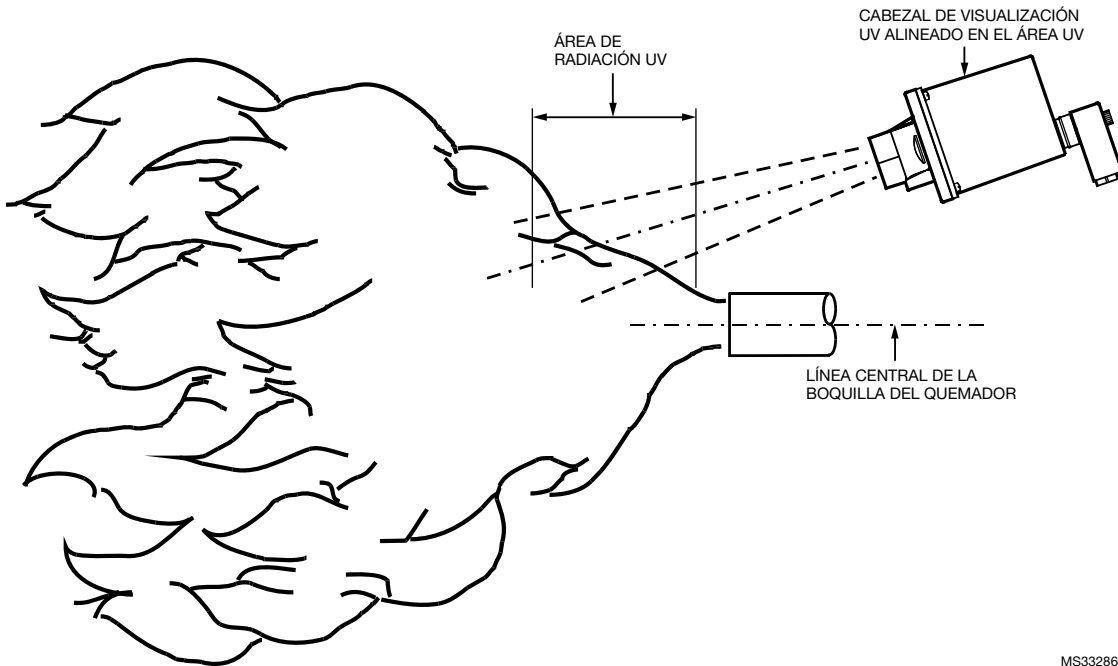 CABEZAL DE VISUALIZACIÓN
UV ALINEADO EN EL ÁREA UV
ÁREA DE
RADIACIÓN UV
LÍNEA CENTRAL DE LA
BOQUILLA DEL QUEMADOR
MS33286